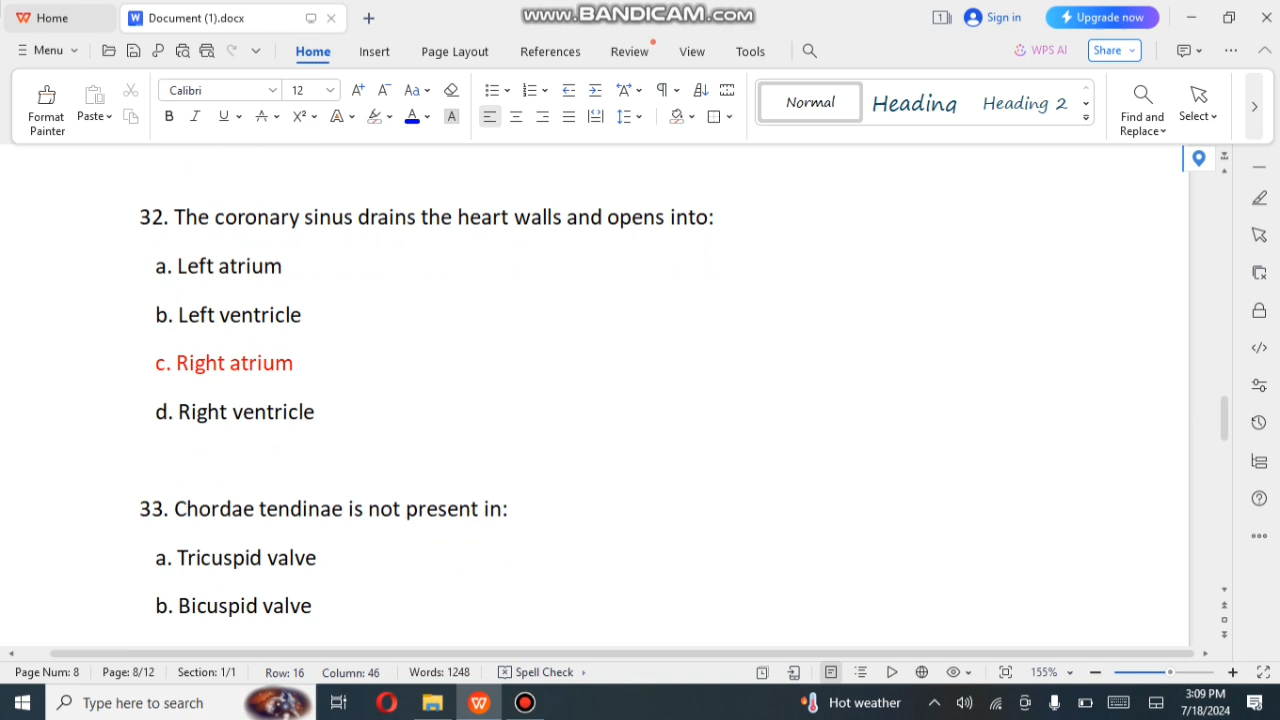 Home
Document (1).docx
www.BANDICAM.com
Sign in
Upgrade now
Menu
Home
Insert
Page Layout
References
Review
View
Tools
WPS AI
Share
Format Painter
Paste
Calibri
12
Normal
Heading
Heading 2
Find and Replace
Select
32. The coronary sinus drains the heart walls and opens into:
a. Left atrium
b. Left ventricle
c. Right atrium
d. Right ventricle
33. Chordae tendinae is not present in:
a. Tricuspid valve
b. Bicuspid valve
Page Num: 8
Page: 8/12
Section: 1/1
Row: 16
Column: 46
Words: 1248
Spell Check
155%
Type here to search
Hot weather
3:09 PM
7/18/2024